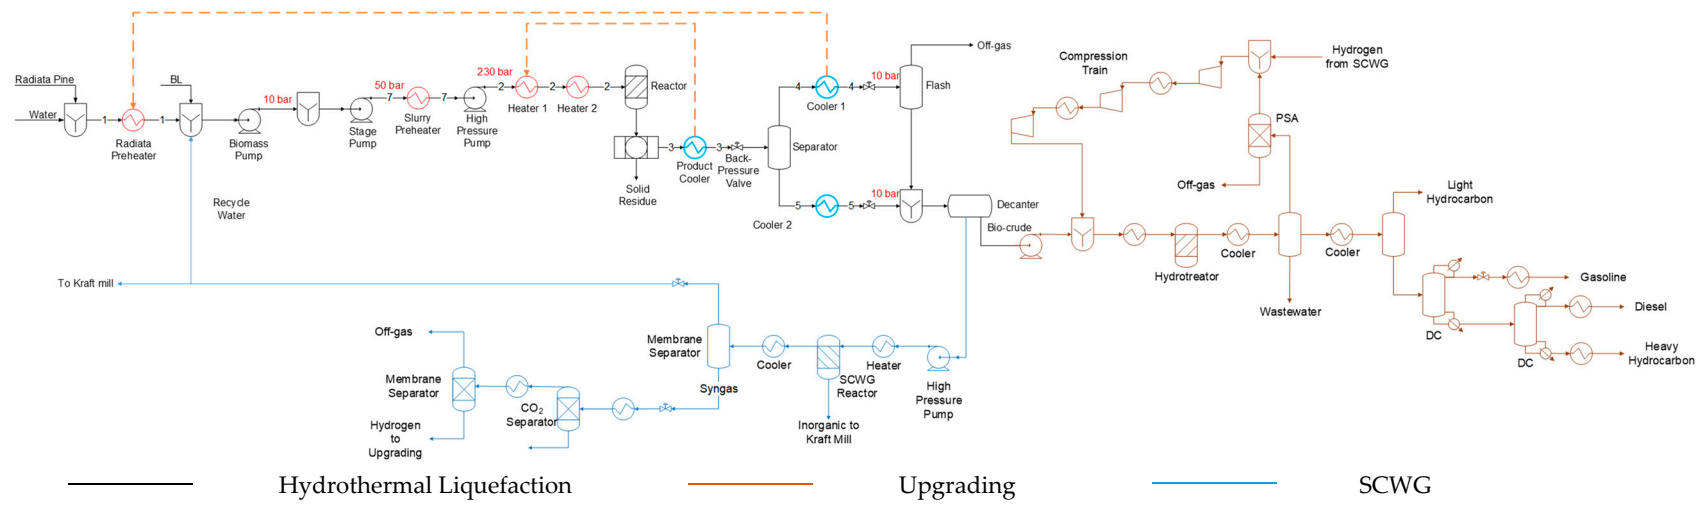 Radiata Pine
Water
1
Radiata
Preheater
1
BL
10 bar
Biomass
Pump
Stage
Pump
50 bar
7
Slurry
Preheater
7
230 bar
High
Pressure
Pump
2
Heater 1
2
Heater 2
2
Reactor
3
Solid
Residue
Product
Cooler
3
Back-
Pressure
Valve
Separator
4
Cooler 1
4
10 bar
Flash
Off-gas
5
Cooler 2
5
10 bar
Decanter
Bio-crude
Compression
Train
Hydrogen
from SCWG
PSA
Off-gas
Hydrotreator
Cooler
Wastewater
Cooler
Light
Hydrocarbon
DC
Gasoline
Diesel
DC
Heavy
Hydrocarbon
Recycle
Water
To Kraft mill
Off-gas
Membrane
Separator
Hydrogen
to
Upgrading
CO2
Separator
Membrane
Separator
Syngas
Cooler
SCWG
Reactor
Inorganic to
Kraft Mill
Heater
High
Pressure
Pump
Hydrothermal Liquefaction
Upgrading
SCWG